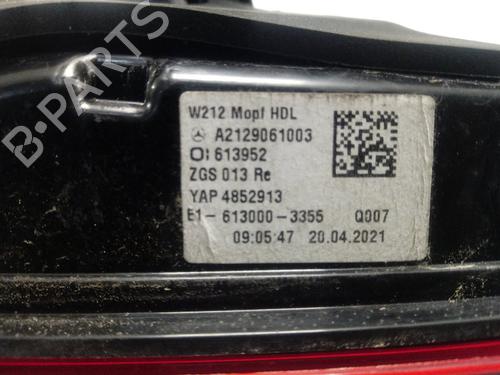 B-PARTS
W212 Mopf HDL
A2129061003
613952
ZGS 013 Re
YAP 4852913
E1-613000-3355 Q007
09:05:47 20.04.2021